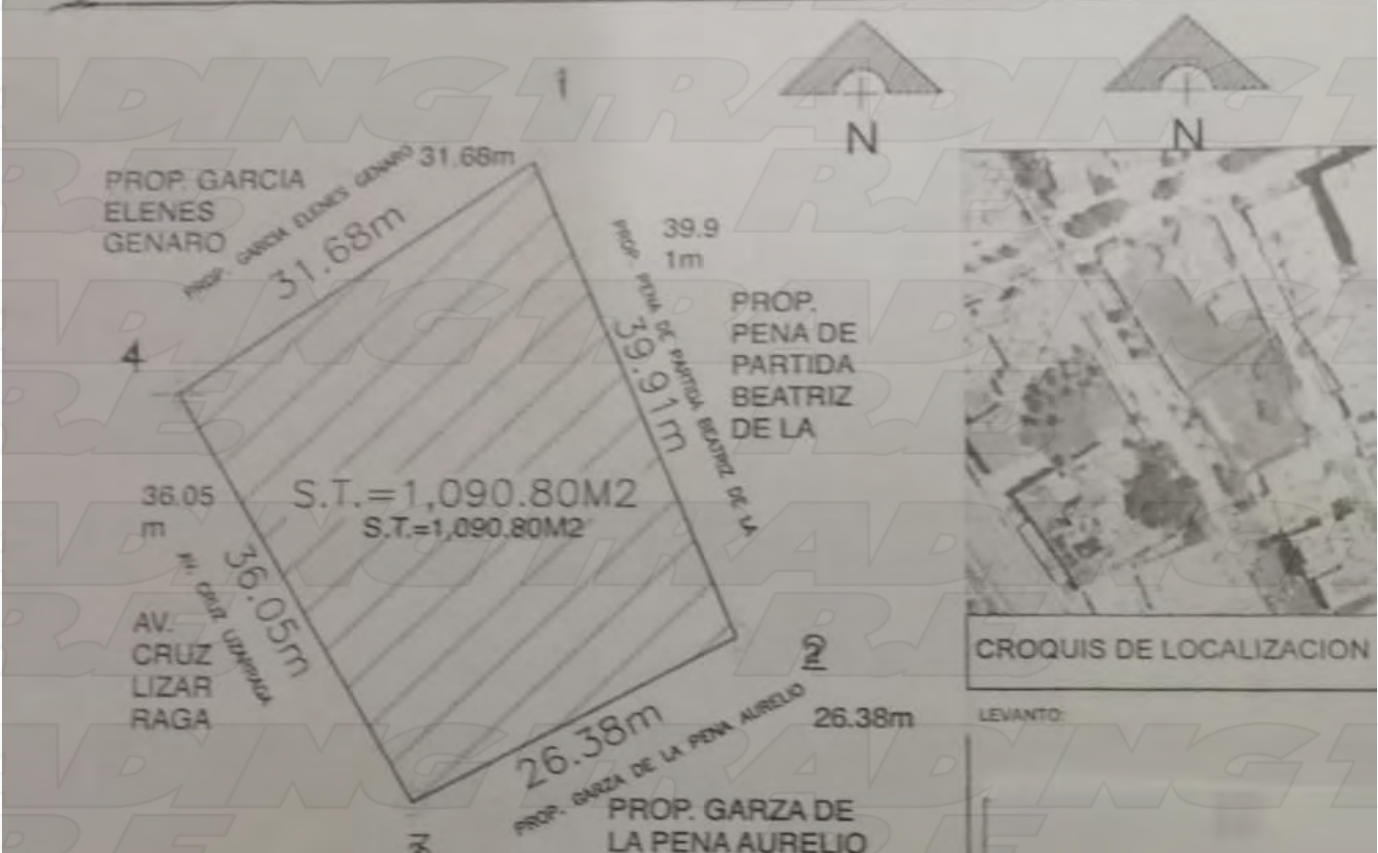 1
N
N
PROP. GARCIA ELENES GENARO
31.68m
PROP. GARCIA
ELENES
GENARO
31.68m
PROP. PENA DE PARTIDA BEATRIZ DE LA
39.9
1m
39.91m
PROP.
PENA DE
PARTIDA
BEATRIZ
DE LA
4
36.05
m
S.T.=1,090.80M2
S.T.=1,090.80M2
36.05m
AV. CRUZ LIZARRAGA
AV.
CRUZ
LIZAR
RAGA
2
26.38m
PROP. GARZA DE LA PENA AURELIO
26.38m
PROP. GARZA DE
LA PENA AURELIO
3
CROQUIS DE LOCALIZACION
LEVANTO: